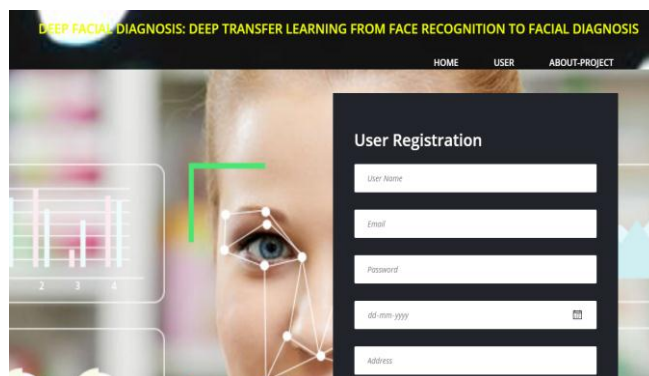 DEEP FACIAL DIAGNOSIS: DEEP TRANSFER LEARNING FROM FACE RECOGNITION TO FACIAL DIAGNOSIS
HOME USER ABOUT-PROJECT
User Registration
User Name
Email
Password
dd-mm-yyyy
Address
2 3 4